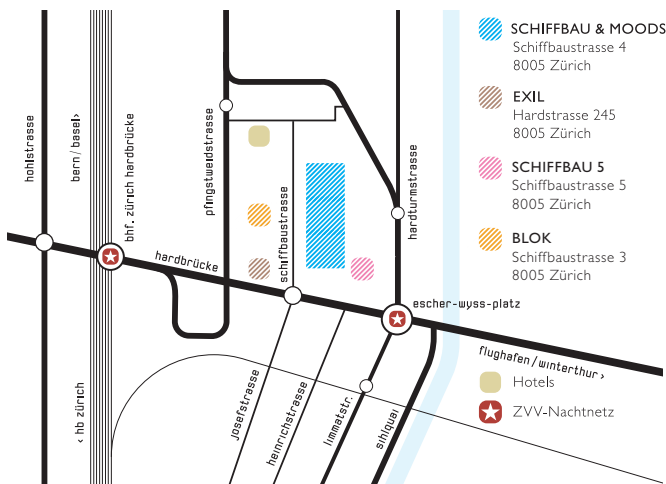 SCHIFFBAU & MOODS
Schiffbaustrasse 4
8005 Zürich
EXIL
Hardstrasse 245
8005 Zürich
SCHIFFBAU 5
Schiffbaustrasse 5
8005 Zürich
BLOK
Schiffbaustrasse 3
8005 Zürich
hohlstrasse
bern / basel>
bhf. zürich hardbrücke
pfingstweidstrasse
schiffbaustrasse
hardturmstrasse
hardbrücke
escher-wyss-platz
flughafen / winterthur >
< hb zürich
josefstrasse
heinrichstrasse
limmatstr.
sihlquai
Hotels
ZVV-Nachtnetz